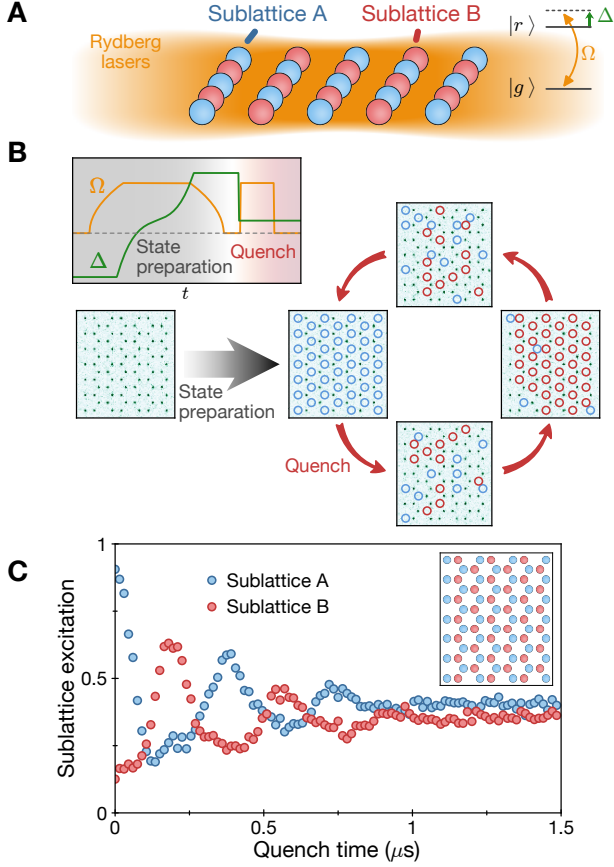 A
Sublattice A
Sublattice B
Rydberg
lasers
|r⟩
Δ
Ω
|g⟩
B
Ω
Δ
State
preparation
Quench
t
State
preparation
Quench
C
Sublattice excitation
1
0.5
0
Sublattice A
Sublattice B
0
0.5
1.0
1.5
Quench time (μs)